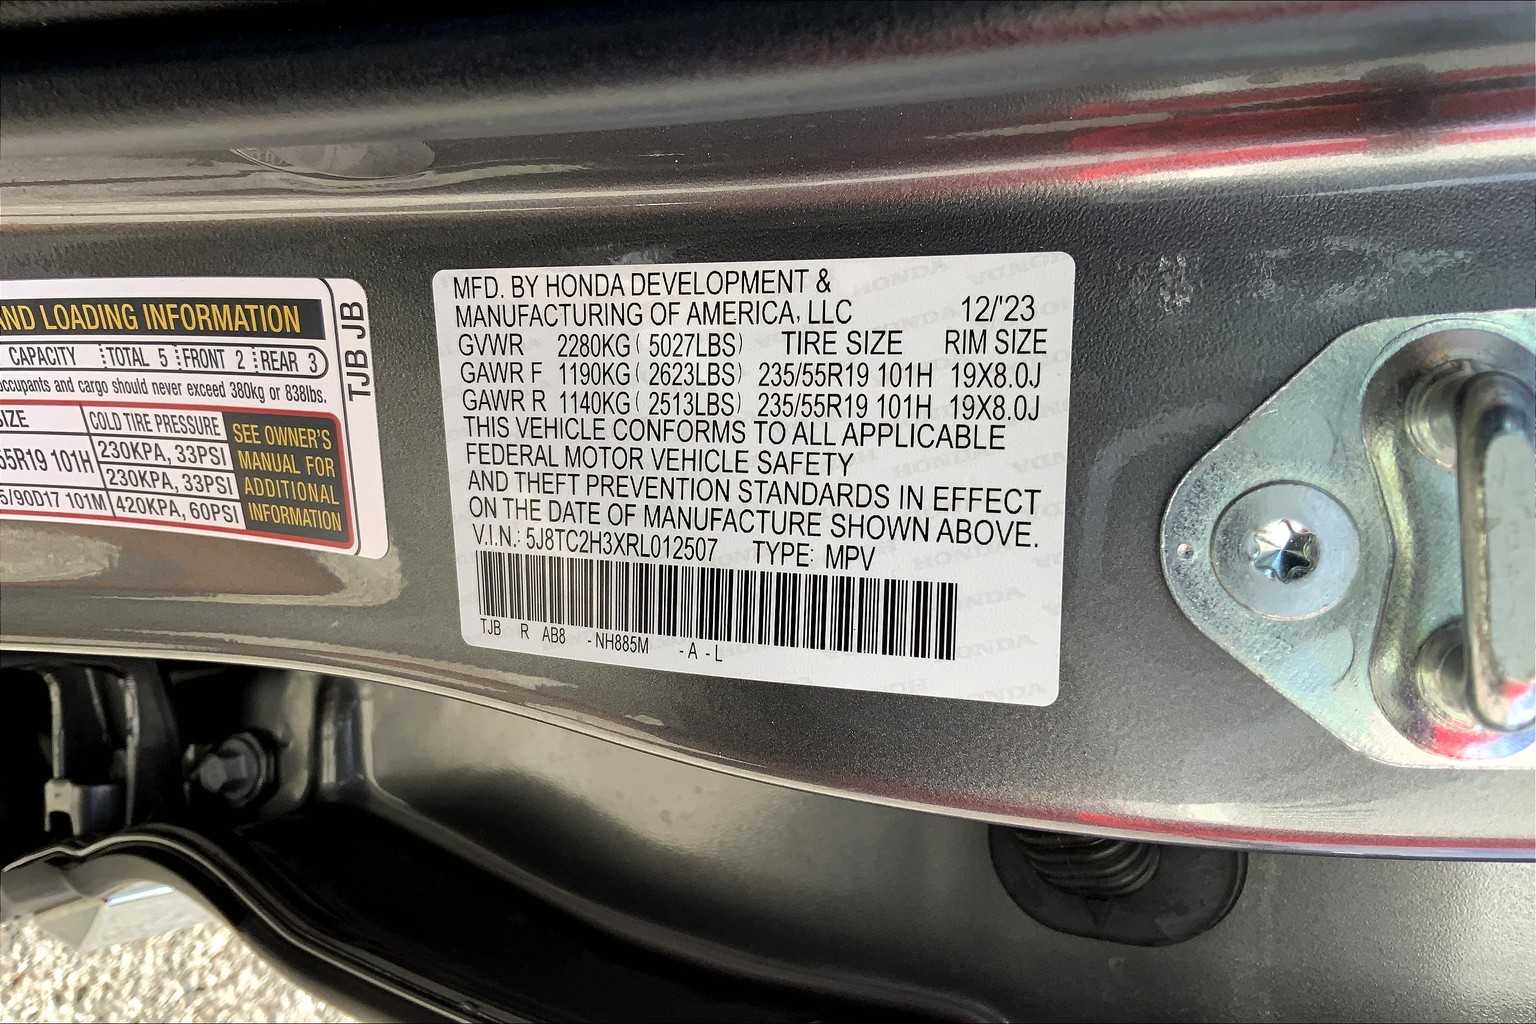 AND LOADING INFORMATION
CAPACITY TOTAL 5 FRONT 2 REAR 3
occupants and cargo should never exceed 380kg or 838lbs.
SIZE COLD TIRE PRESSURE
55R19 101H 230KPA, 33PSI
230KPA, 33PSI
5/90D17 101M 420KPA, 60PSI
SEE OWNER'S
MANUAL FOR
ADDITIONAL
INFORMATION
TJB JB
MFD. BY HONDA DEVELOPMENT &
MANUFACTURING OF AMERICA, LLC 12/'23
GVWR 2280KG ( 5027LBS) TIRE SIZE RIM SIZE
GAWR F 1190KG ( 2623LBS) 235/55R19 101H 19X8.0J
GAWR R 1140KG ( 2513LBS) 235/55R19 101H 19X8.0J
THIS VEHICLE CONFORMS TO ALL APPLICABLE
FEDERAL MOTOR VEHICLE SAFETY
AND THEFT PREVENTION STANDARDS IN EFFECT
ON THE DATE OF MANUFACTURE SHOWN ABOVE.
V.I.N.: 5J8TC2H3XRL012507 TYPE: MPV
TJB R AB8 - NH885M - A - L